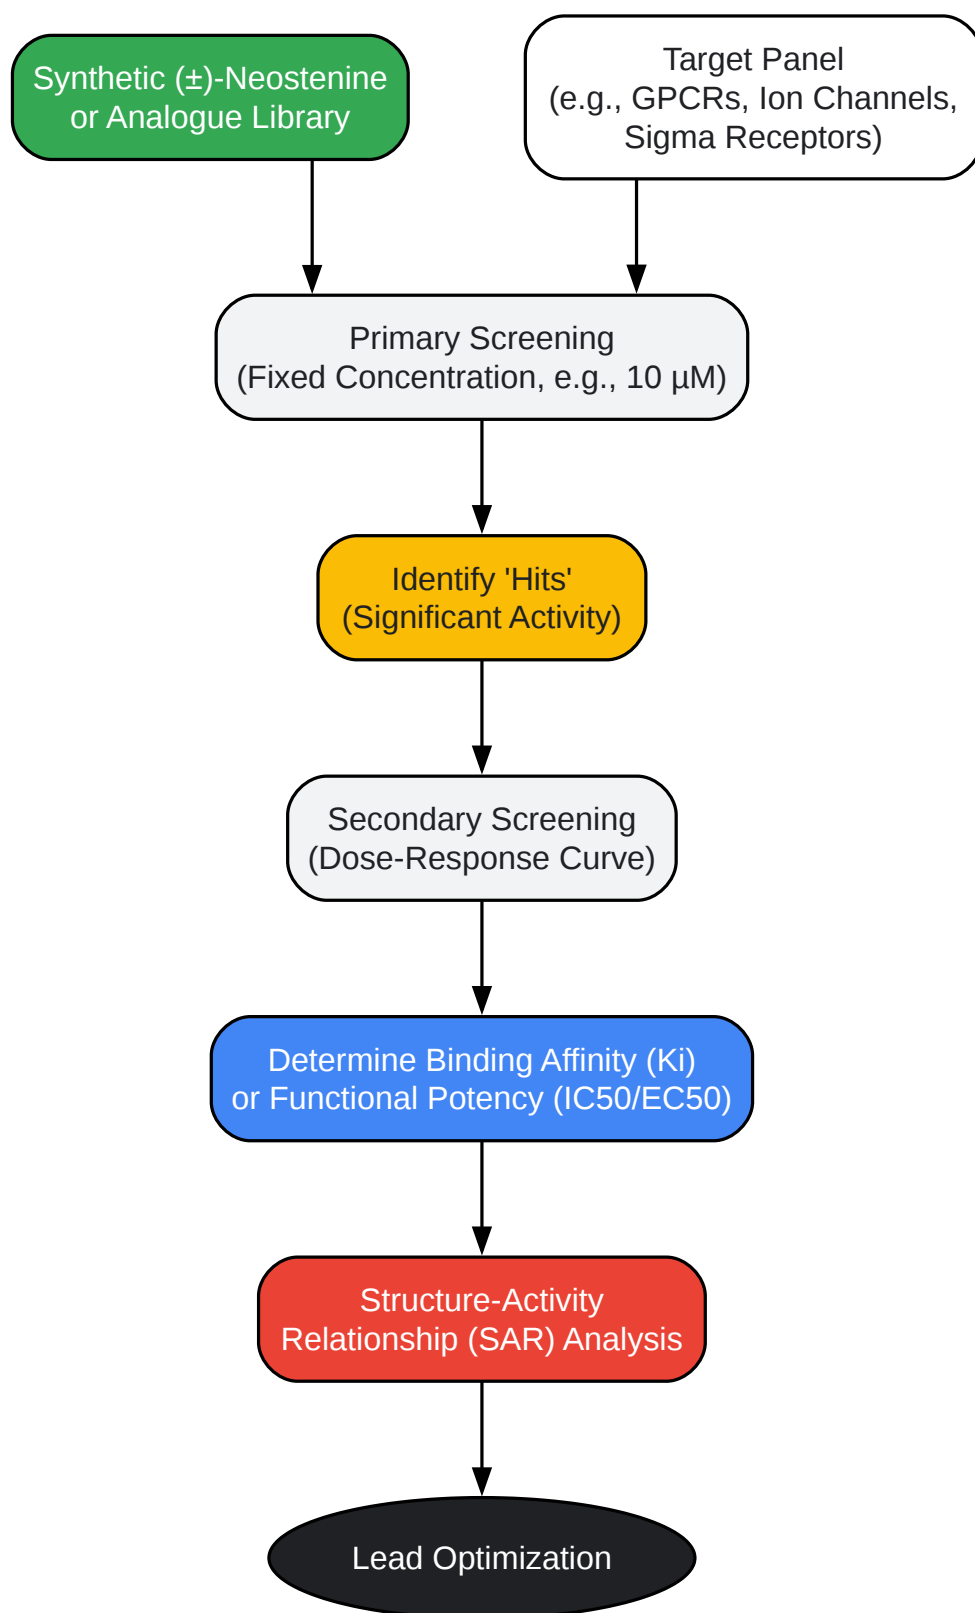 Synthetic (±)-Neostenine
or Analogue Library
Target Panel
(e.g., GPCRs, Ion Channels,
Sigma Receptors)
Primary Screening
(Fixed Concentration, e.g., 10 µM)
Identify 'Hits'
(Significant Activity)
Secondary Screening
(Dose-Response Curve)
Determine Binding Affinity (Ki)
or Functional Potency (IC50/EC50)
Structure-Activity
Relationship (SAR) Analysis
Lead Optimization